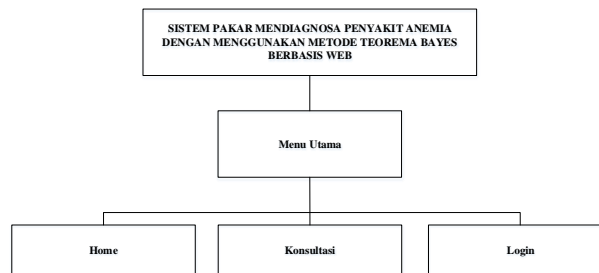 SISTEM PAKAR MENDIAGNOSA PENYAKIT ANEMIA
DENGAN MENGGUNAKAN METODE TEOREMA BAYES
BERBASIS WEB
Menu Utama
Home
Konsultasi
Login